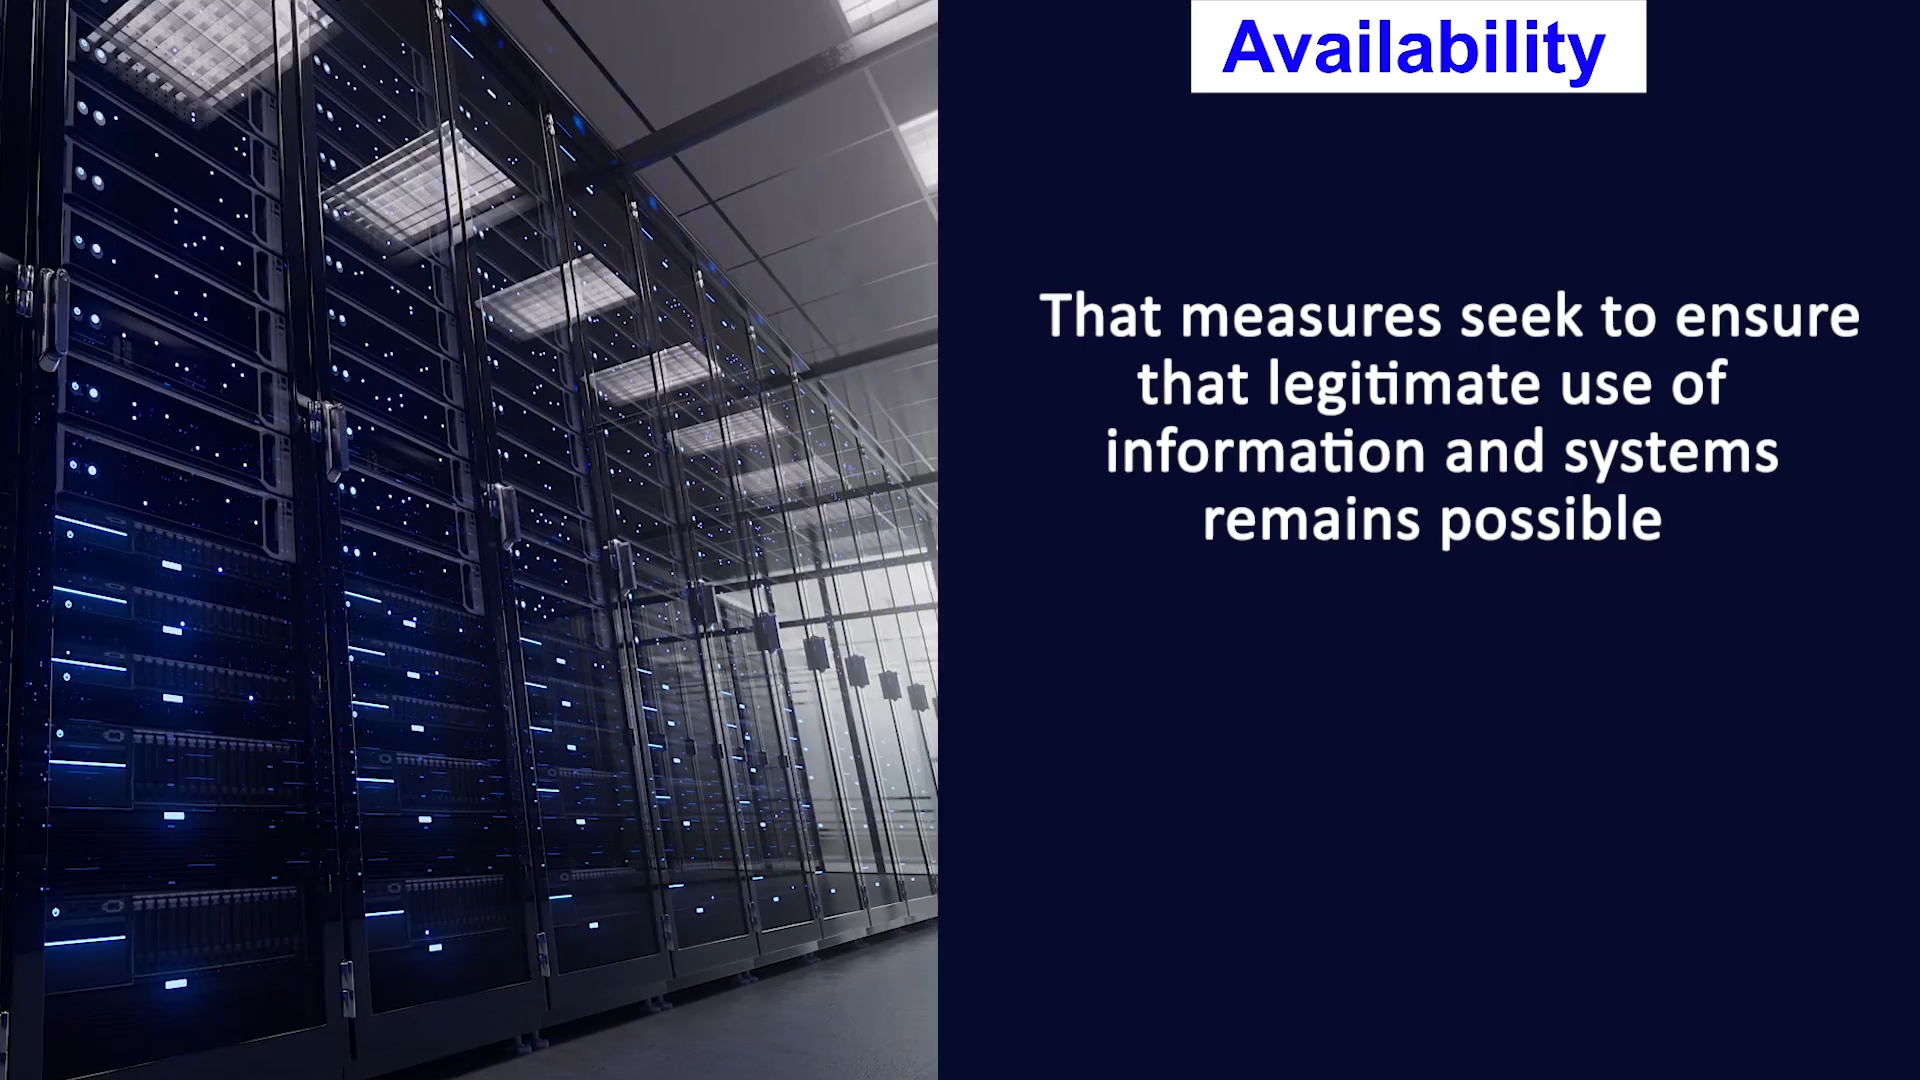 Availability
That measures seek to ensure
that legitimate use of
information and systems
remains possible